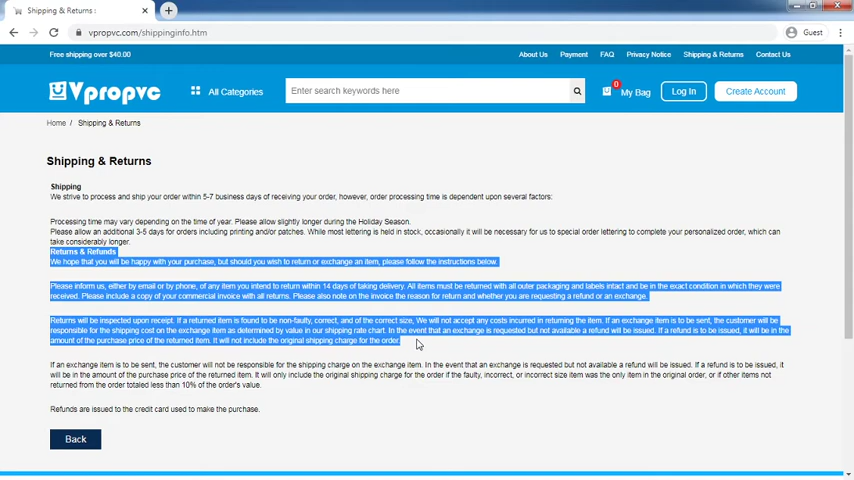 Shipping & Returns :
vpropvc.com/shippinginfo.htm
Guest
Free shipping over $40.00
About Us
Payment
FAQ
Privacy Notice
Shipping & Returns
Contact Us
Vpropvc
All Categories
Enter search keywords here
0
My Bag
Log In
Create Account
Home / Shipping & Returns
Shipping & Returns
Shipping
We strive to process and ship your order within 5-7 business days of receiving your order, however, order processing time is dependent upon several factors:
Processing time may vary depending on the time of year. Please allow slightly longer during the Holiday Season.
Please allow an additional 3-5 days for orders including printing and/or patches. While most lettering is held in stock, occasionally it will be necessary for us to special order lettering to complete your personalized order, which can
take considerably longer.
Returns & Refunds
We hope that you will be happy with your purchase, but should you wish to return or exchange an item, please follow the instructions below.
Please inform us, either by email or by phone, of any item you intend to return within 14 days of taking delivery. All items must be returned with all outer packaging and labels intact and be in the exact condition in which they were
received. Please include a copy of your commercial invoice with all returns. Please also note on the invoice the reason for return and whether you are requesting a refund or an exchange.
Returns will be inspected upon receipt. If a returned item is found to be non-faulty, correct, and of the correct size, We will not accept any costs incurred in returning the item. If an exchange item is to be sent, the customer will be
responsible for the shipping cost on the exchange item as determined by value in our shipping rate chart. In the event that an exchange is requested but not available a refund will be issued. If a refund is to be issued, it will be in the
amount of the purchase price of the returned item. It will not include the original shipping charge for the order.
If an exchange item is to be sent, the customer will not be responsible for the shipping charge on the exchange item. In the event that an exchange is requested but not available a refund will be issued. If a refund is to be issued, it
will be in the amount of the purchase price of the returned item. It will only include the original shipping charge for the order if the faulty, incorrect, or incorrect size item was the only item in the original order, or if other items not
returned from the order totaled less than 10% of the order's value.
Refunds are issued to the credit card used to make the purchase.
Back